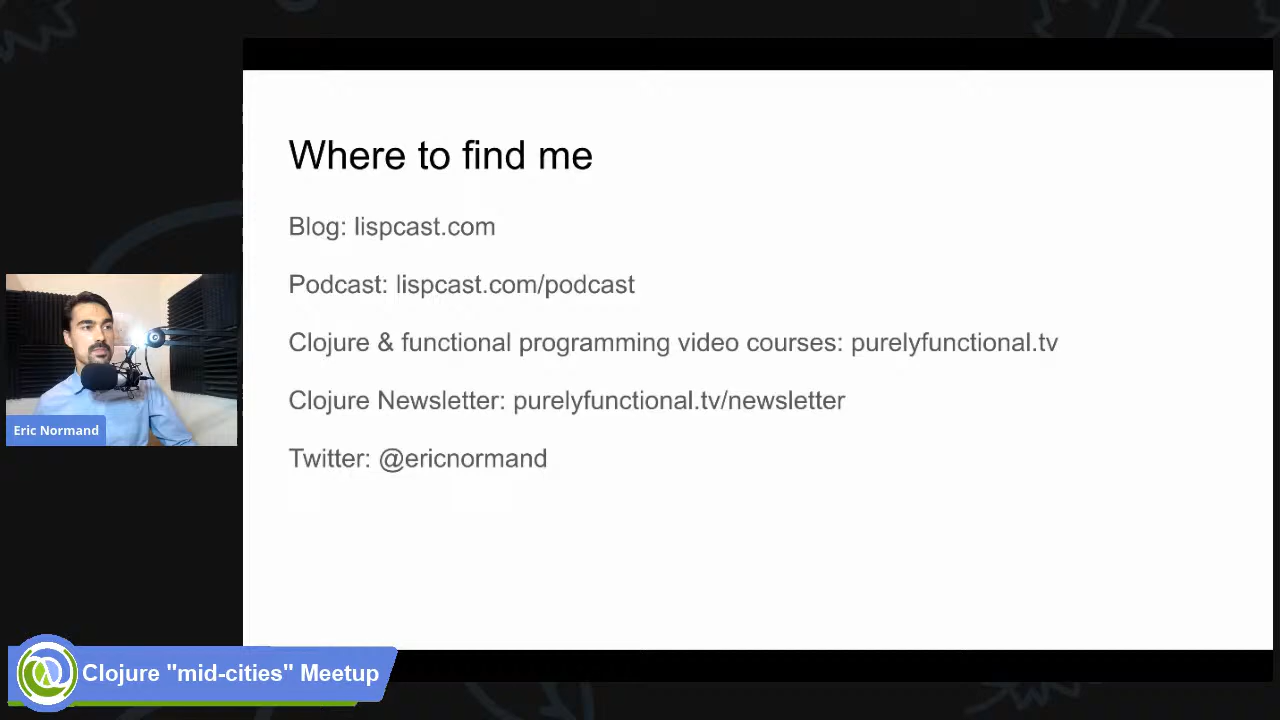 Where to find me
Blog: lispcast.com
Podcast: lispcast.com/podcast
Clojure & functional programming video courses: purelyfunctional.tv
Clojure Newsletter: purelyfunctional.tv/newsletter
Twitter: @ericnormand
Eric Normand
Clojure "mid-cities" Meetup